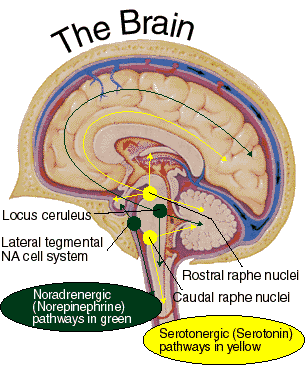 The Brain
Locus ceruleus
Lateral tegmental
NA cell system
Rostral raphe nuclei
Caudal raphe nuclei
Noradrenergic
(Norepinephrine)
pathways in green
Serotonergic (Serotonin)
pathways in yellow